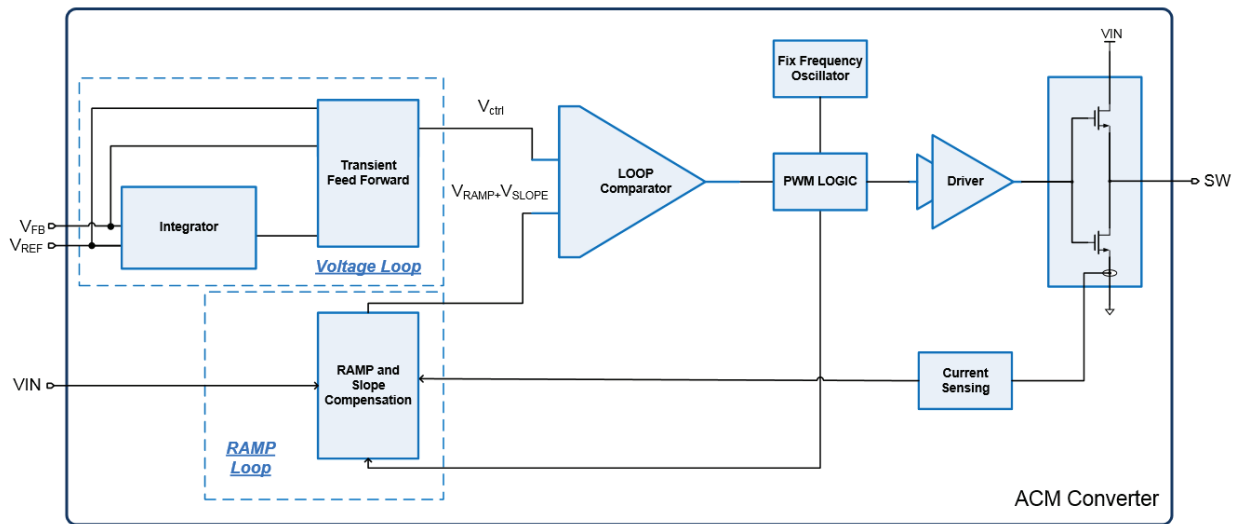 VIN
Fix Frequency
Oscillator
Vctrl
Transient
Feed Forward
LOOP
Comparator
PWM LOGIC
Driver
SW
VRAMP+VSLOPE
VFB
VREF
Integrator
Voltage Loop
VIN
RAMP and
Slope
Compensation
Current
Sensing
RAMP
Loop
ACM Converter